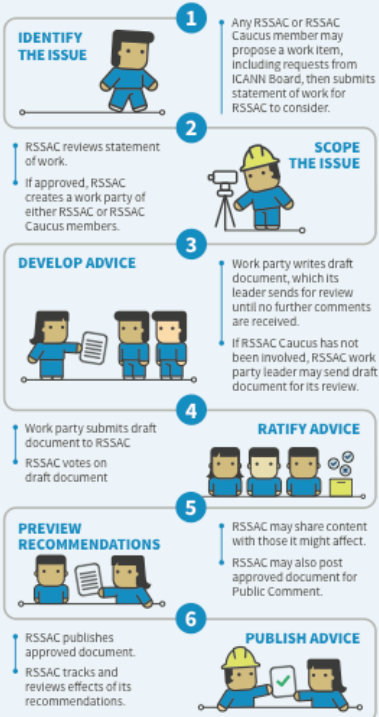 1
IDENTIFY
THE ISSUE
Any RSSAC or RSSAC
Caucus member may
propose a work item,
including requests from
ICANN Board, then submits
statement of work for
RSSAC to consider.
2
RSSAC reviews statement
of work.
If approved, RSSAC
creates a work party of
either RSSAC or RSSAC
Caucus members.
SCOPE
THE ISSUE
3
DEVELOP ADVICE
Work party writes draft
document, which its
leader sends for review
until no further comments
are received.
If RSSAC Caucus has not
been involved, RSSAC work
party leader may send draft
document for its review.
4
Work party submits draft
document to RSSAC
RSSAC votes on
draft document
RATIFY ADVICE
5
PREVIEW
RECOMMENDATIONS
RSSAC may share content
with those it might affect.
RSSAC may also post
approved document for
Public Comment.
6
RSSAC publishes
approved document.
RSSAC tracks and
reviews effects of its
recommendations.
PUBLISH ADVICE